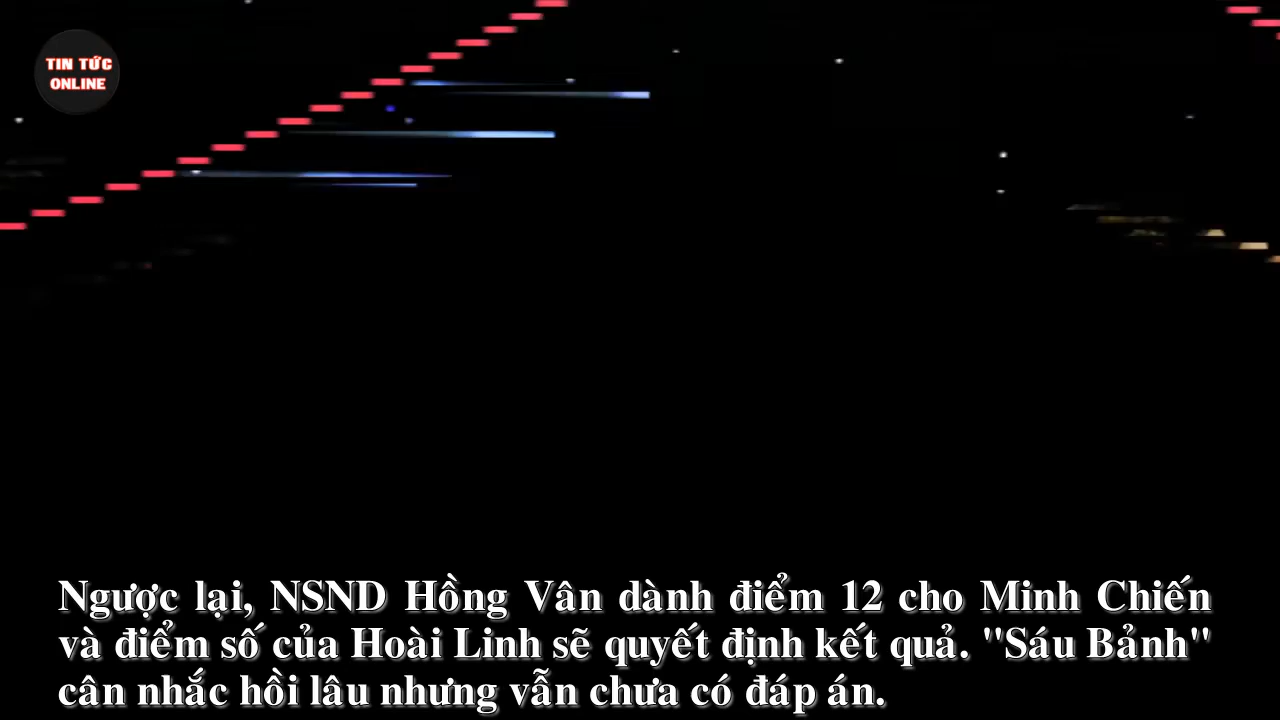 TIN TỨC
ONLINE
Ngược lại, NSND Hồng Vân dành điểm 12 cho Minh Chiến
và điểm số của Hoài Linh sẽ quyết định kết quả. "Sáu Bảnh"
cân nhắc hồi lâu nhưng vẫn chưa có đáp án.